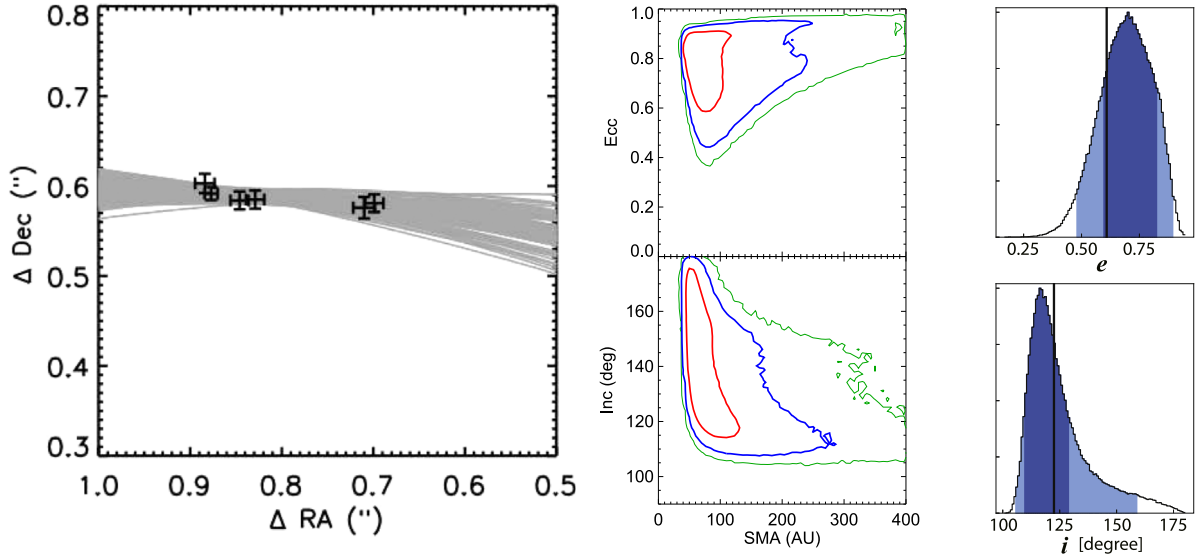 0.8
0.7
0.6
0.5
0.4
0.3
Δ Dec (")
1.0 0.9 0.8 0.7 0.6 0.5
Δ RA (")
1.0
0.8
0.6
0.4
0.2
0.0
Ecc
160
140
120
100
Inc (deg)
0 100 200 300 400
SMA (AU)
0.25 0.50 0.75
e
100 125 150 175
i [degree]